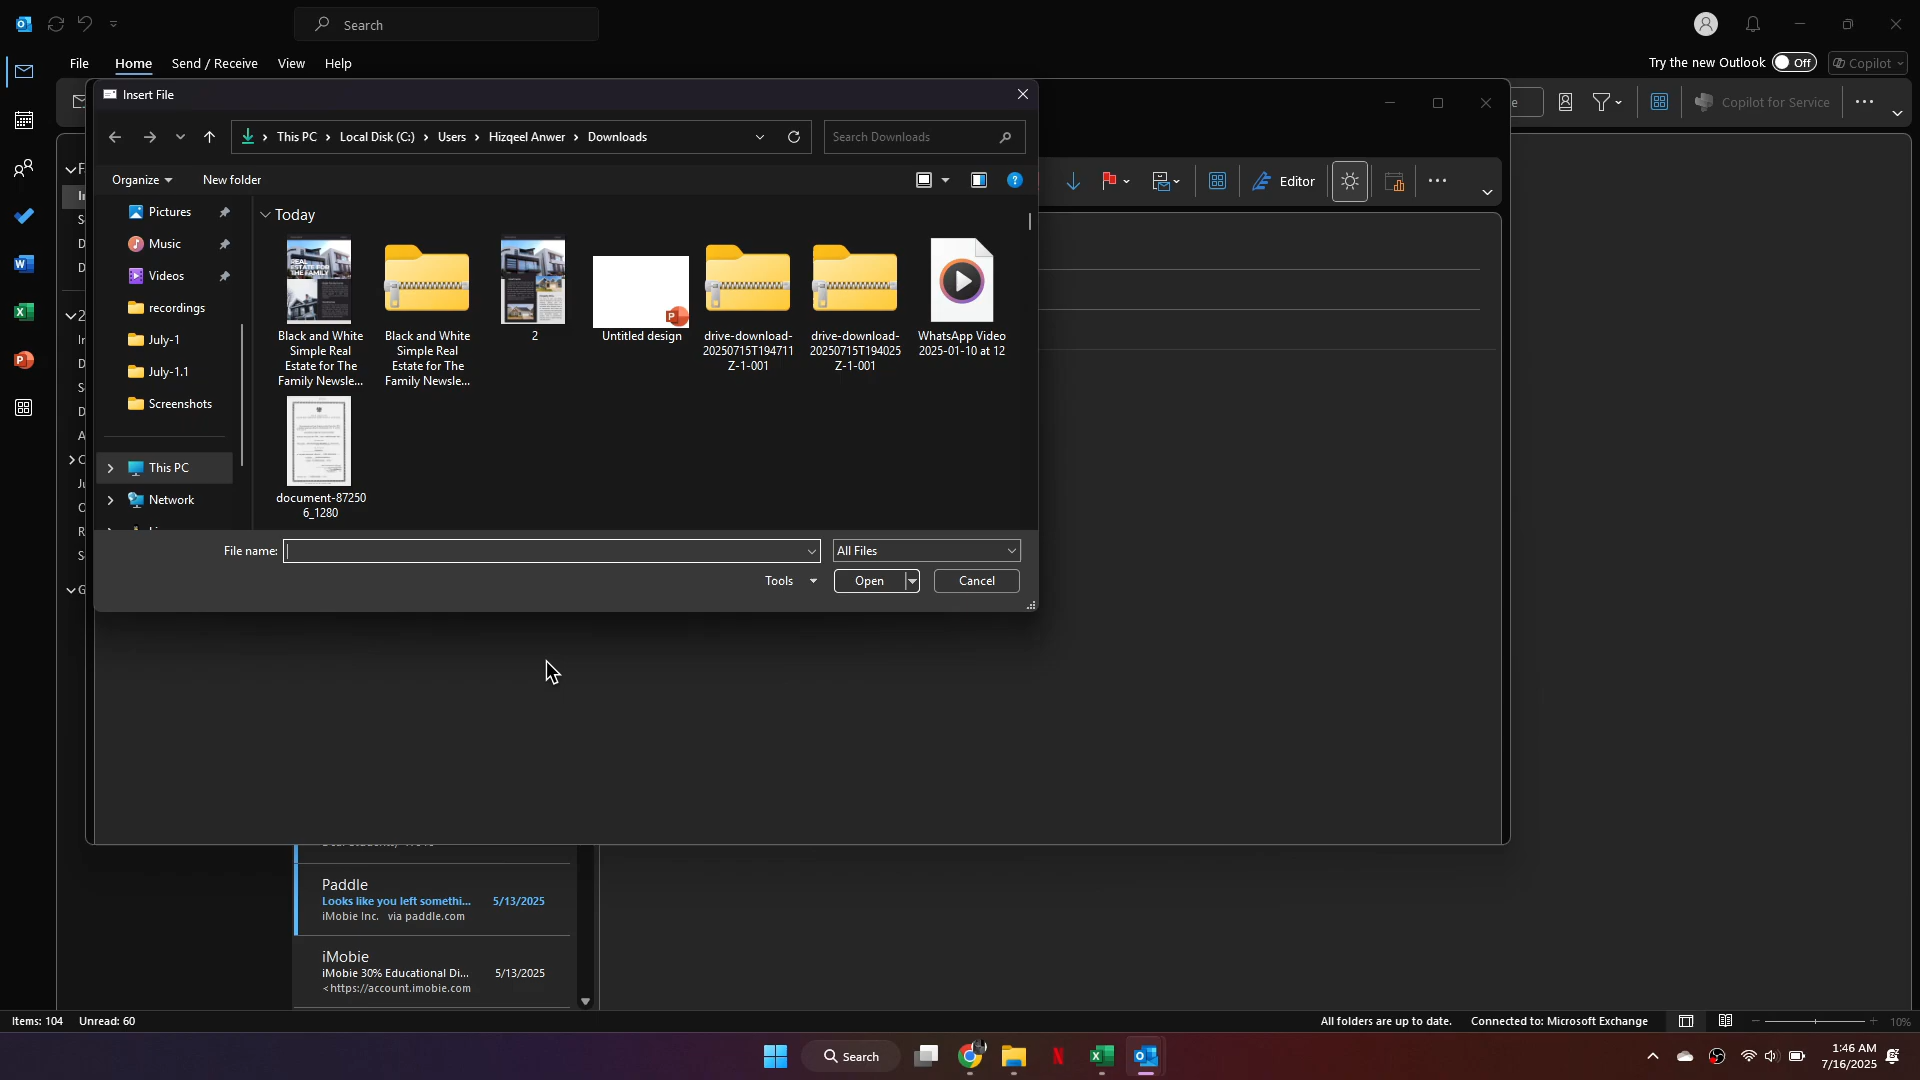 Search
File Home Send / Receive View Help
Try the new Outlook Off Copilot
Insert File
This PC Local Disk (C:) Users Hizqeel Anwer Downloads
Search Downloads
Copilot for Service
Organize New folder
Editor
Pictures
Music
Videos
recordings
July-1
July-1.1
Screenshots
This PC
Network
Today
Black and White
Simple Real
Estate for The
Family Newsle...
Black and White
Simple Real
Estate for The
Family Newsle...
2
Untitled design
drive-download-
20250715T194711
Z-1-001
drive-download-
20250715T194025
Z-1-001
WhatsApp Video
2025-01-10 at 12
document-87250
6_1280
File name:
All Files
Tools Open Cancel
Paddle
Looks like you left somethi... 5/13/2025
iMobie Inc. via paddle.com
iMobie
iMobie 30% Educational Di... 5/13/2025
<https://account.imobie.com
Items: 104 Unread: 60
All folders are up to date. Connected to: Microsoft Exchange
10%
Search
1:46 AM
7/16/2025